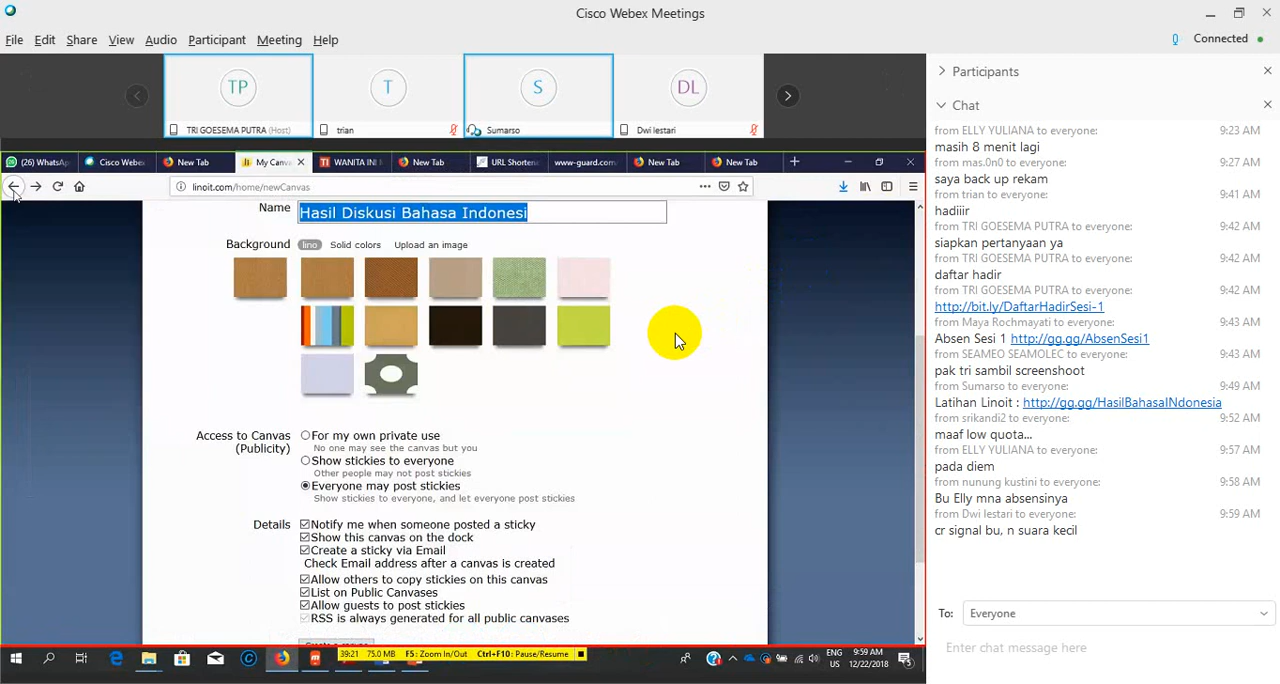 Cisco Webex Meetings
File Edit Share View Audio Participant Meeting Help
Connected
TP
T
S
DL
TRI GOESEMA PUTRA (Host)
trian
Sumarso
Dwi lestari
(26) WhatsAp
Cisco Webe
New Tab
My Canv
WANITA INI
New Tab
URL Shorten
www-guard.com
New Tab
New Tab
linoit.com/home/newCanvas
Name
Hasil Diskusi Bahasa Indonesi
Background lino Solid colors Upload an image
Access to Canvas
(Publicity)
For my own private use
No one may see the canvas but you
Show stickies to everyone
Other people may not post stickies
Everyone may post stickies
Show stickies to everyone, and let everyone post stickies
Details
Notify me when someone posted a sticky
Show this canvas on the dock
Create a sticky via Email
Check Email address after a canvas is created
Allow others to copy stickies on this canvas
List on Public Canvases
Allow guests to post stickies
RSS is always generated for all public canvases
39:21 75.0 MB F5: Zoom In/Out Ctrl+F10: Pause/Resume
ENG
US
9:59 AM
12/22/2018
Participants
Chat
from ELLY YULIANA to everyone: 9:23 AM
masih 8 menit lagi
from mas.0n0 to everyone: 9:27 AM
saya back up rekam
from trian to everyone: 9:41 AM
hadiiir
from TRI GOESEMA PUTRA to everyone: 9:42 AM
siapkan pertanyaan ya
from TRI GOESEMA PUTRA to everyone: 9:42 AM
daftar hadir
from TRI GOESEMA PUTRA to everyone: 9:42 AM
http://bit.ly/DaftarHadirSesi-1
from Maya Rochmayati to everyone: 9:43 AM
Absen Sesi 1 http://gg.gg/AbsenSesi1
from SEAMEO SEAMOLEC to everyone: 9:43 AM
pak tri sambil screenshoot
from Sumarso to everyone: 9:49 AM
Latihan Linoit : http://gg.gg/HasilBahasaINdonesia
from srikandi2 to everyone: 9:52 AM
maaf low quota...
from ELLY YULIANA to everyone: 9:57 AM
pada diem
from nunung kustini to everyone: 9:58 AM
Bu Elly mna absensinya
from Dwi lestari to everyone: 9:59 AM
cr signal bu, n suara kecil
To: Everyone
Enter chat message here